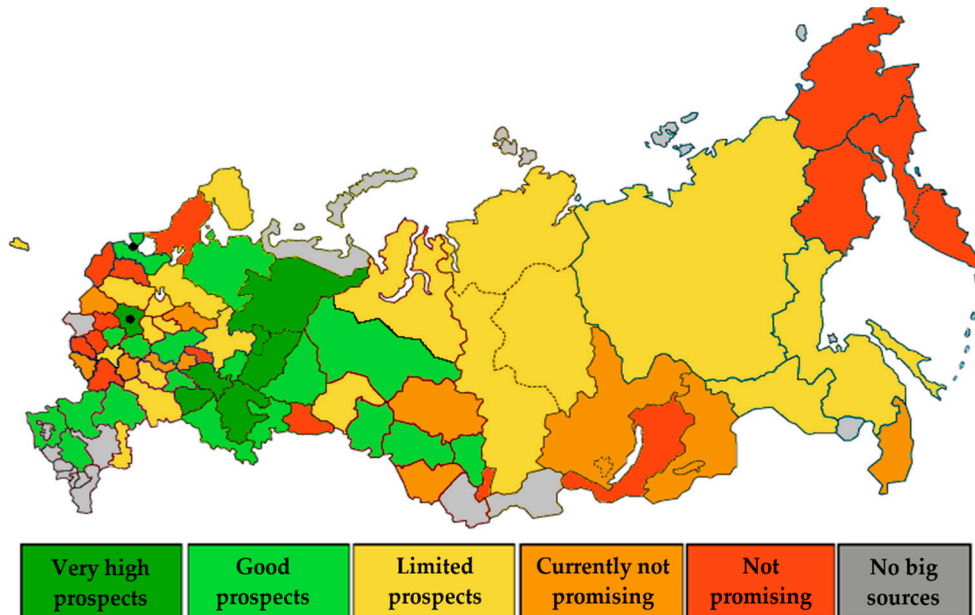 Very high
prospects
Good
prospects
Limited
prospects
Currently not
promising
Not
promising
No big
sources